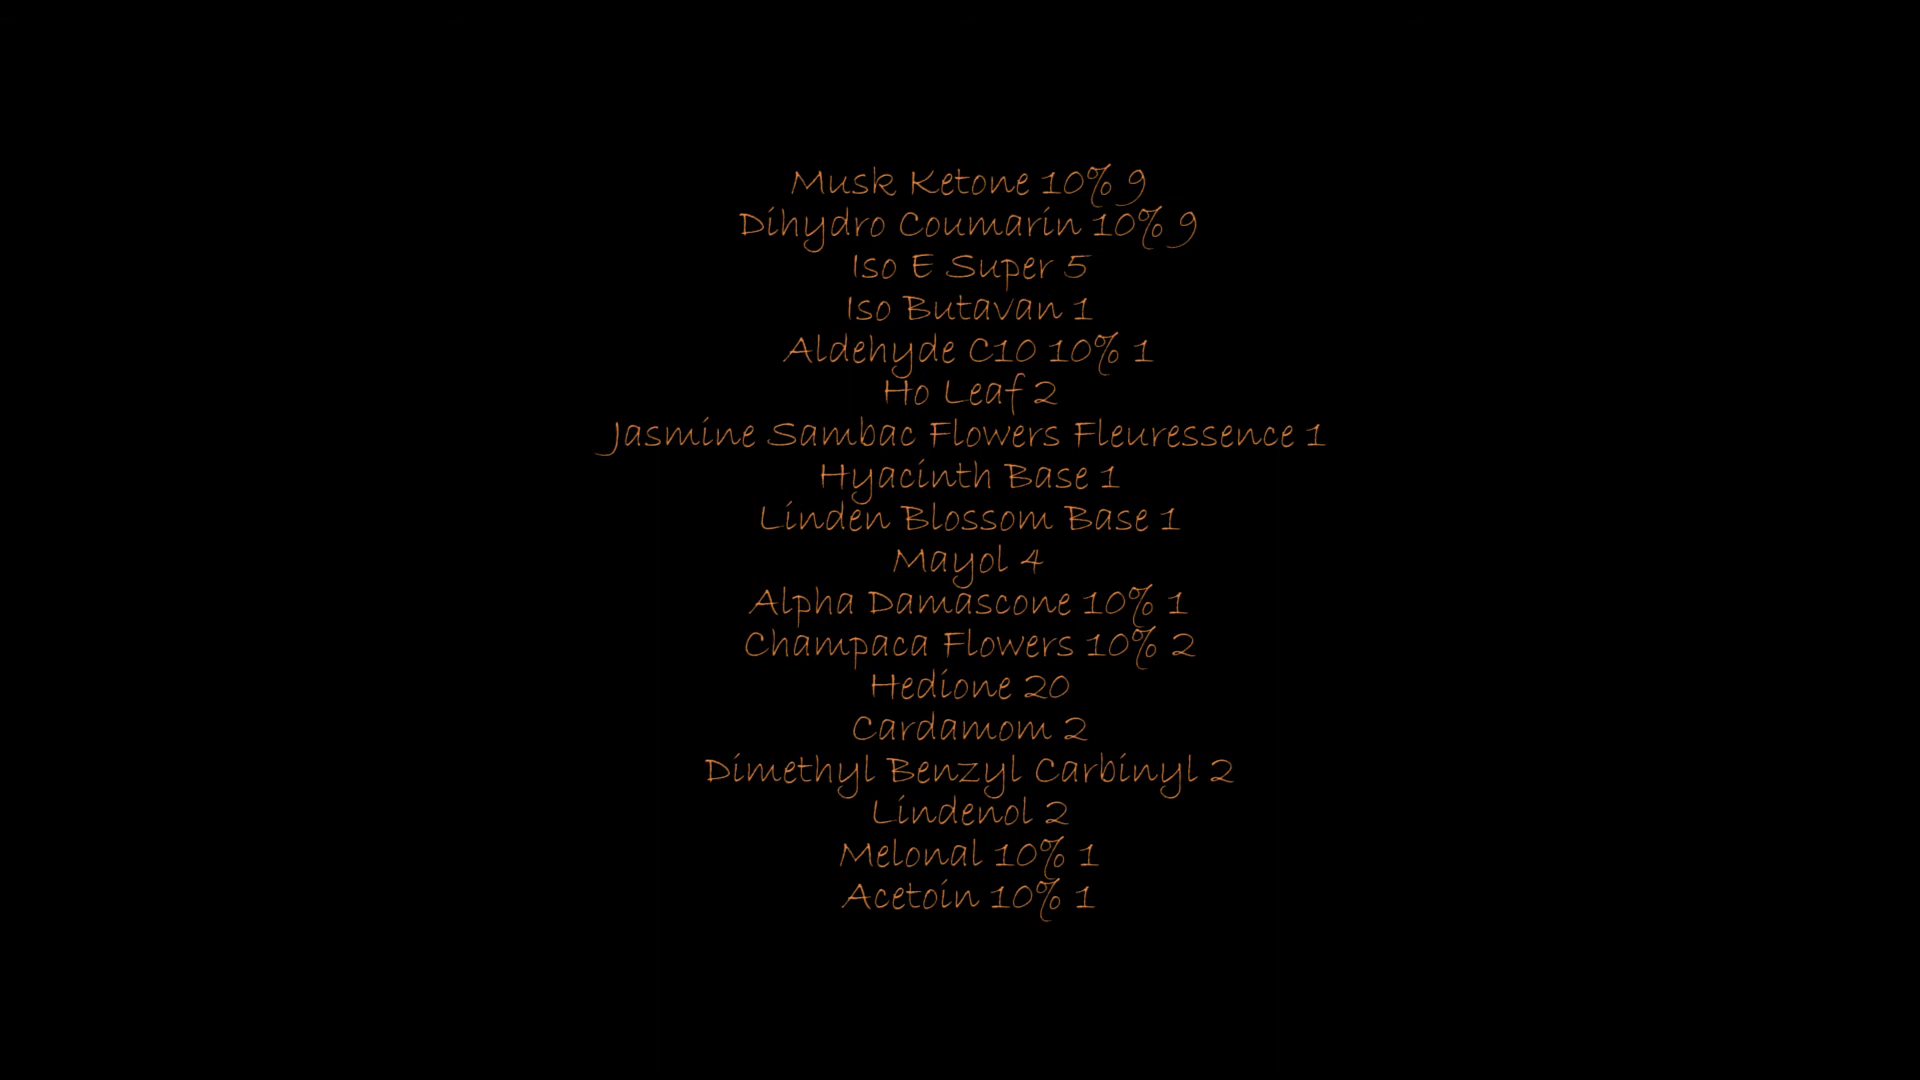 Musk Ketone 10% 9
Dihydro Coumarin 10% 9
Iso E Super 5
Iso Butavan 1
Aldehyde C10 10% 1
Ho Leaf 2
Jasmine Sambac Flowers Fleuressence 1
Hyacinth Base 1
Linden Blossom Base 1
Mayol 4
Alpha Damascone 10% 1
Champaca Flowers 10% 2
Hedione 20
Cardamom 2
Dimethyl Benzyl Carbinyl 2
Lindenol 2
Melonal 10% 1
Acetoin 10% 1